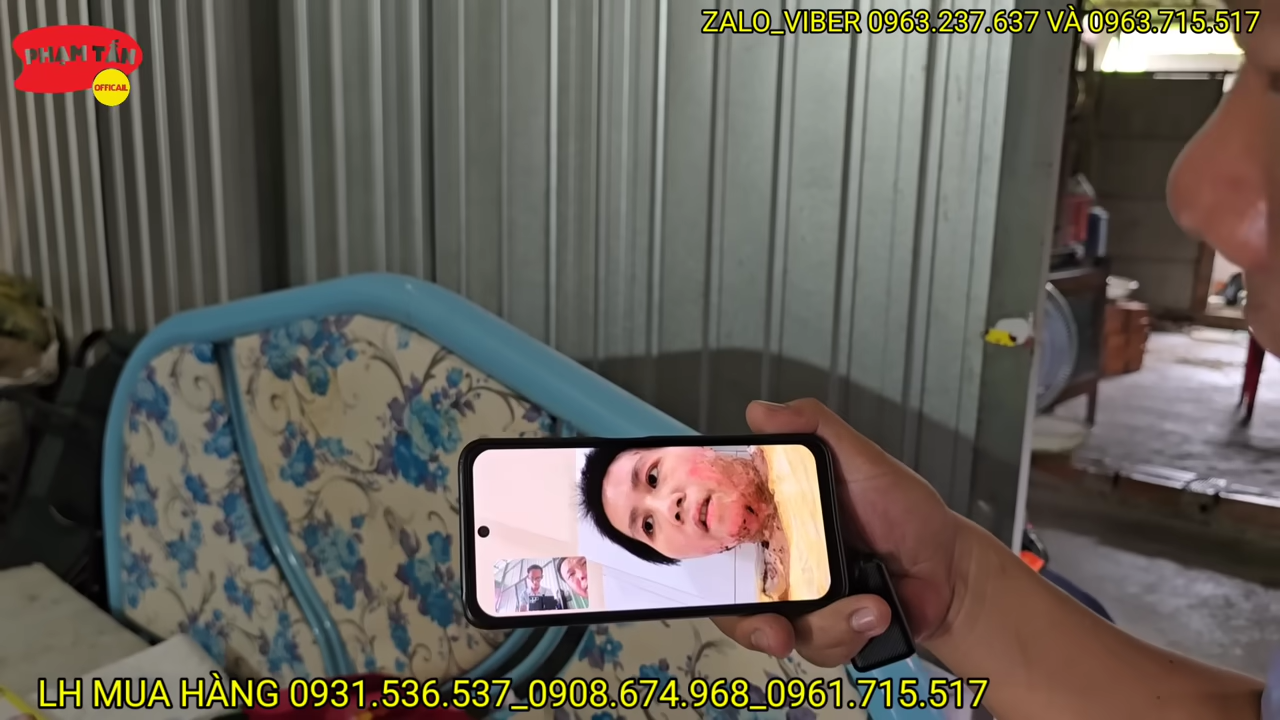 PHẠM TẤN
OFFICAIL
ZALO_VIBER 0963.237.637 VÀ 0963.715.517
LH MUA HÀNG 0931.536.537_0908.674.968_0961.715.517